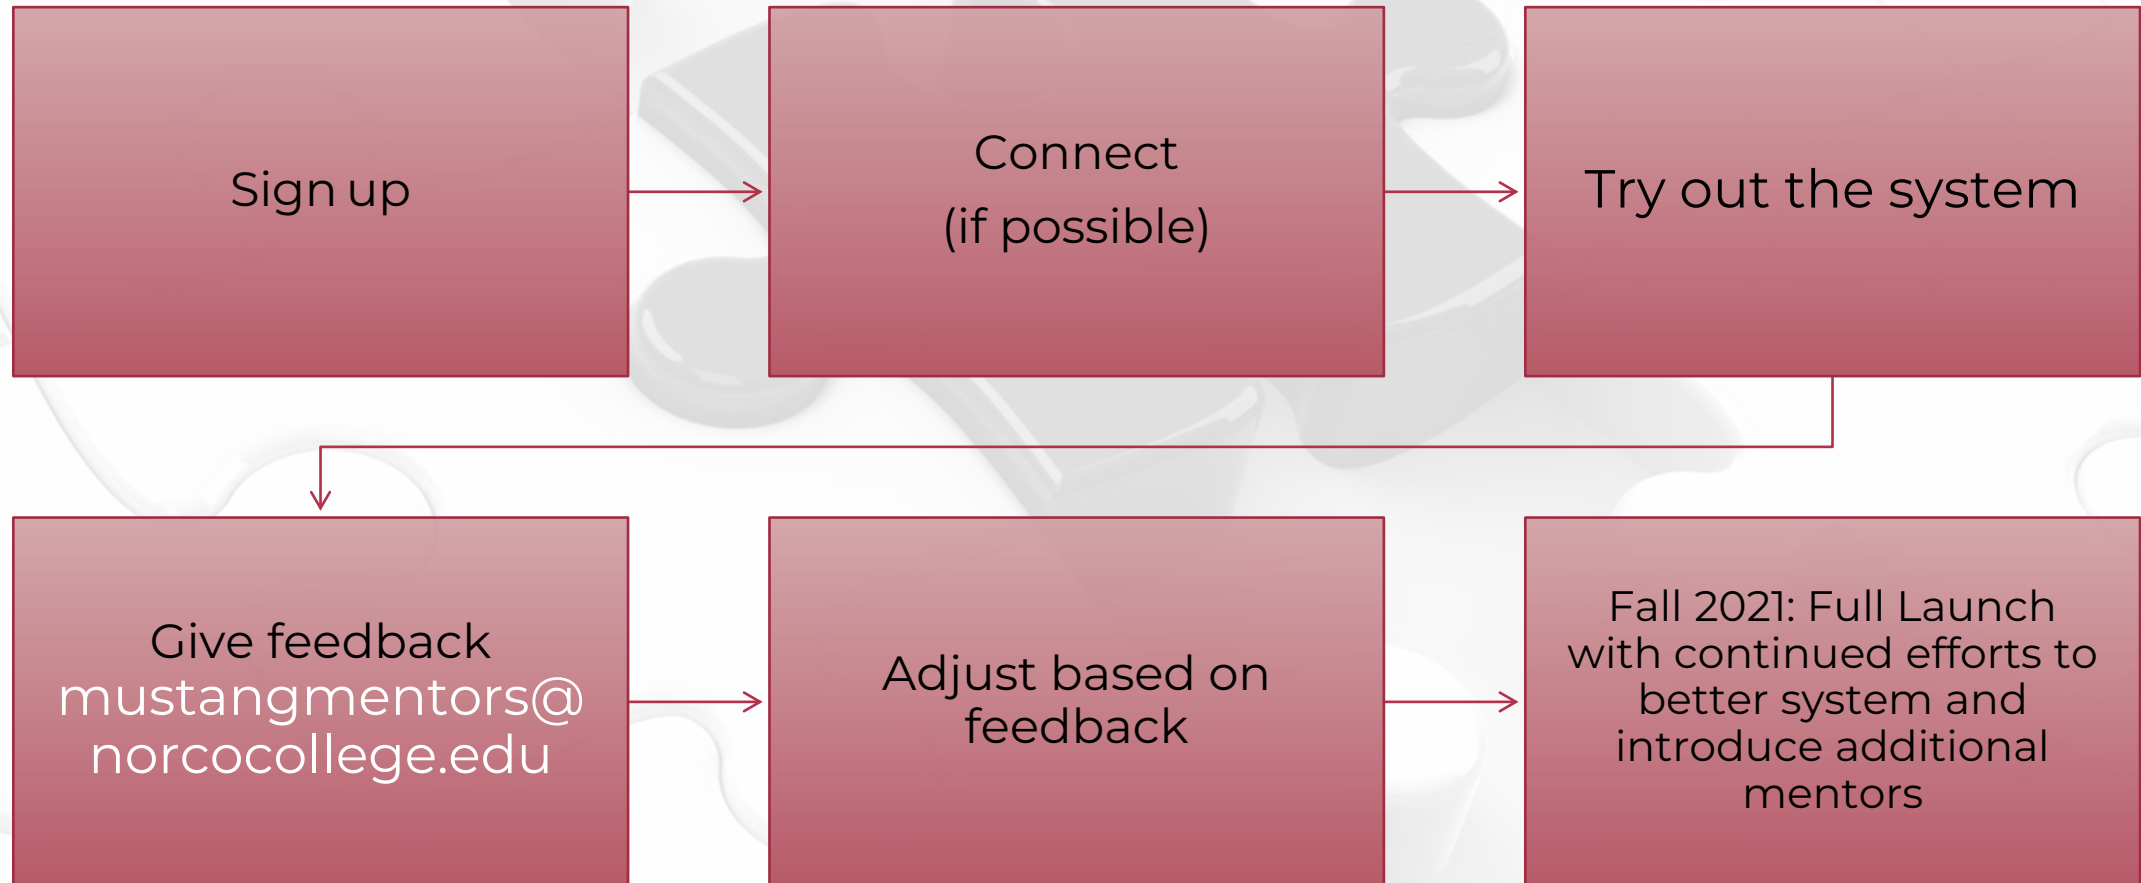 Sign up
Connect
(if possible)
Try out the system
Give feedback
mustangmentors@
norcocollege.edu
Adjust based on
feedback
Fall 2021: Full Launch
with continued efforts to
better system and
introduce additional
mentors